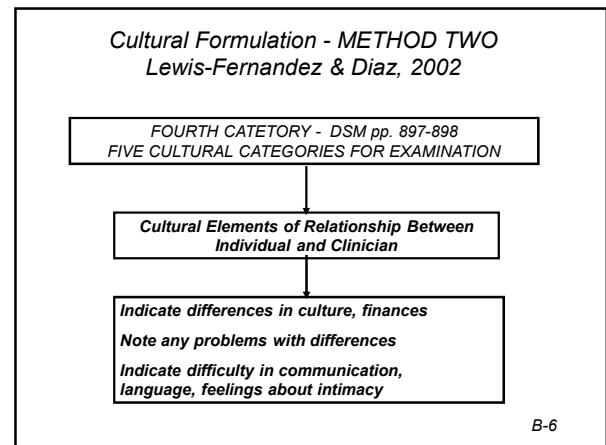 Cultural Formulation - METHOD TWO
Lewis-Fernandez & Diaz, 2002
FOURTH CATETORY - DSM pp. 897-898
FIVE CULTURAL CATEGORIES FOR EXAMINATION
Cultural Elements of Relationship Between
Individual and Clinician
Indicate differences in culture, finances
Note any problems with differences
Indicate difficulty in communication,
language, feelings about intimacy
B-6